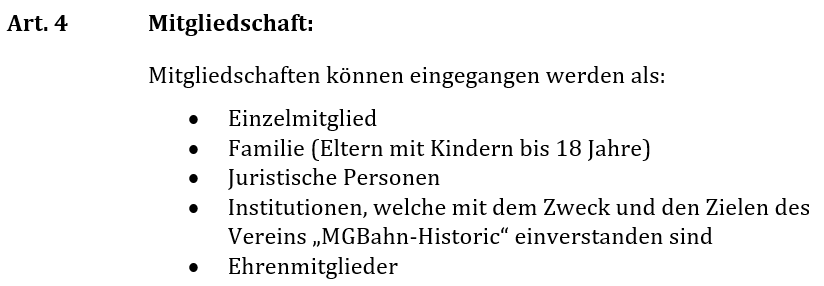 Art. 4 Mitgliedschaft:
Mitgliedschaften können eingegangen werden als:
• Einzelmitglied
• Familie (Eltern mit Kindern bis 18 Jahre)
• Juristische Personen
• Institutionen, welche mit dem Zweck und den Zielen des
Vereins „MGBahn-Historic“ einverstanden sind
• Ehrenmitglieder